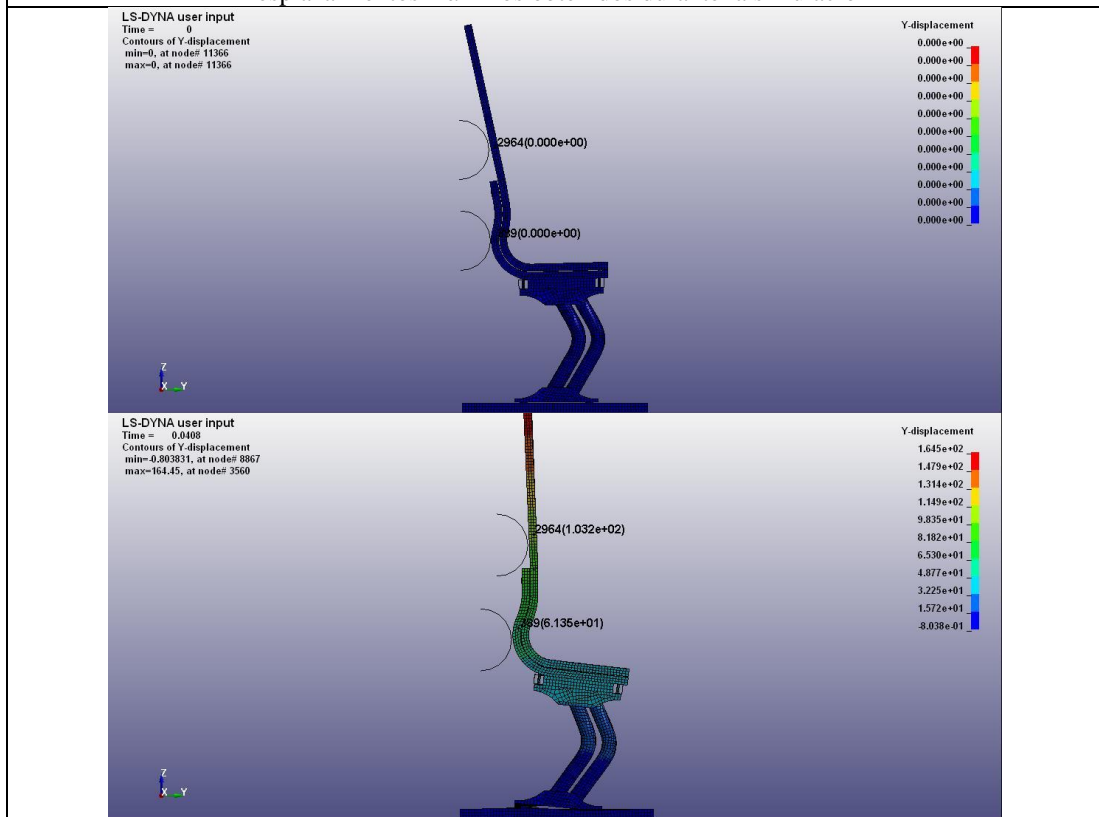 LS-DYNA user input
Time = 0
Contours of Y-displacement
min=0, at node# 11366
max=0, at node# 11366
Y-displacement
0.000e+00
0.000e+00
0.000e+00
0.000e+00
0.000e+00
0.000e+00
0.000e+00
0.000e+00
0.000e+00
0.000e+00
0.000e+00
2964(0.000e+00)
389(0.000e+00)
Z
X Y
LS-DYNA user input
Time = 0.0408
Contours of Y-displacement
min=-0.803831, at node# 8867
max=164.45, at node# 3560
Y-displacement
1.645e+02
1.479e+02
1.314e+02
1.149e+02
9.835e+01
8.182e+01
6.530e+01
4.877e+01
3.225e+01
1.572e+01
-8.038e-01
2964(1.032e+02)
389(6.135e+01)
Z
X Y